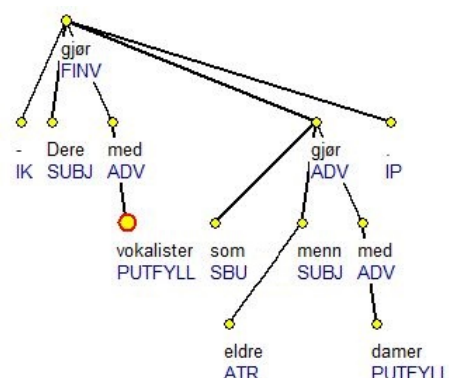 gjør
FINV
- Dere med gjør .
IK SUBJ ADV ADV IP
vokalister som menn med
PUTFYLL SBU SUBJ ADV
eldre damer
ATR PUTFYLL